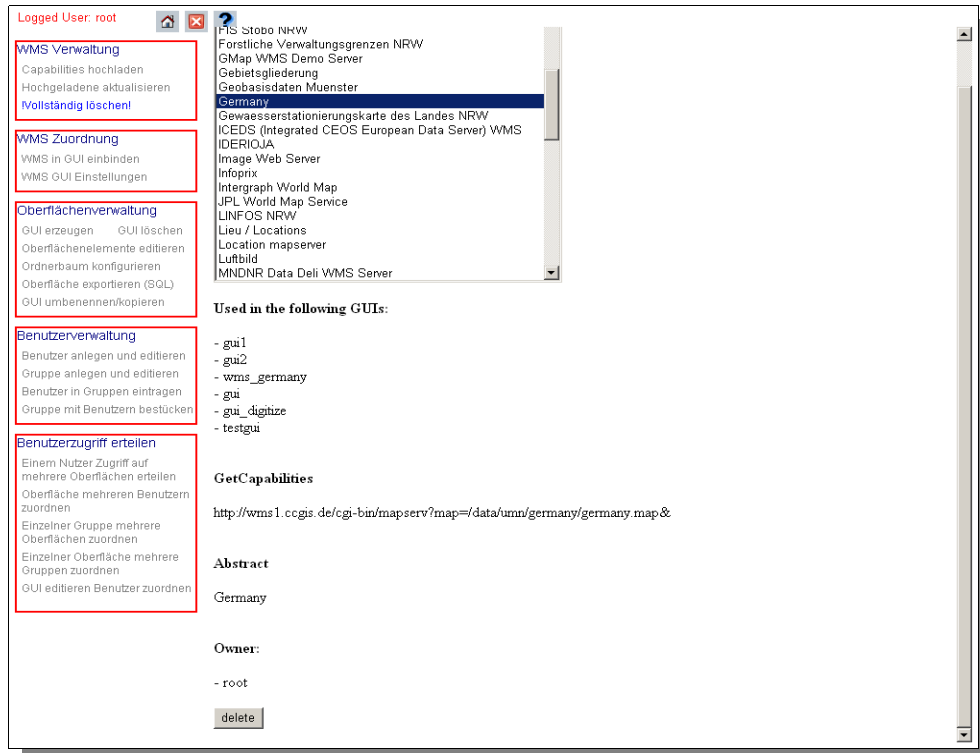 Logged User: root
?
WMS Verwaltung
Capabilities hochladen
Hochgeladene aktualisieren
!Vollständig löschen!
WMS Zuordnung
WMS in GUI einbinden
WMS GUI Einstellungen
Oberflächenverwaltung
GUI erzeugen GUI löschen
Oberflächenelemente editieren
Ordnerbaum konfigurieren
Oberfläche exportieren (SQL)
GUI umbenennen/kopieren
Benutzerverwaltung
Benutzer anlegen und editieren
Gruppe anlegen und editieren
Benutzer in Gruppen eintragen
Gruppe mit Benutzern bestücken
Benutzerzugriff erteilen
Einem Nutzer Zugriff auf
mehrere Oberflächen erteilen
Oberfläche mehreren Benutzern
zuordnen
Einzelner Gruppe mehrere
Oberflächen zuordnen
Einzelner Oberfläche mehrere
Gruppen zuordnen
GUI editieren Benutzer zuordnen
FIS Stobo NRW
Forstliche Verwaltungsgrenzen NRW
GMap WMS Demo Server
Gebietsgliederung
Geobasisdaten Muenster
Germany
Gewaesserstationierungskarte des Landes NRW
ICEDS (Integrated CEOS European Data Server) WMS
IDERIOJA
Image Web Server
Infoprix
Intergraph World Map
JPL World Map Service
LINFOS NRW
Lieu / Locations
Location mapserver
Luftbild
MNDNR Data Deli WMS Server
Used in the following GUIs:
- gui1
- gui2
- wms_germany
- gui
- gui_digitize
- testgui
GetCapabilities
http://wms1.ccgis.de/cgi-bin/mapserv?map=/data/umn/germany/germany.map&
Abstract
Germany
Owner:
- root
delete